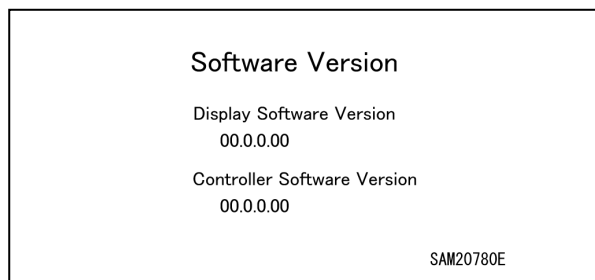 Software Version
Display Software Version
00.0.0.00
Controller Software Version
00.0.0.00
SAM20780E